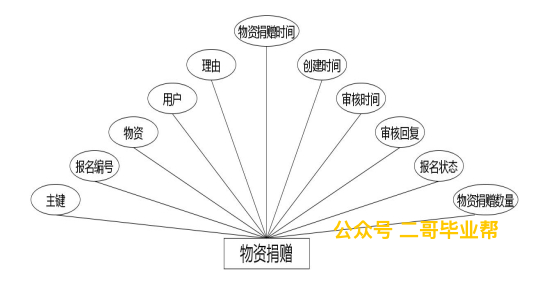 物资捐赠时间
理由
创建时间
用户
审核时间
物资
审核回复
报名编号
报名状态
主键
物资捐赠数量
公众号 二哥毕业帮
物资捐赠